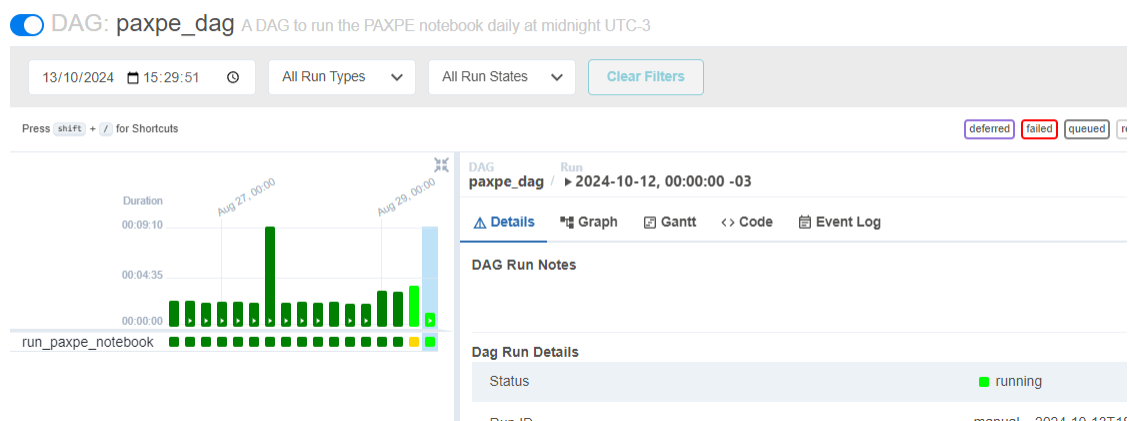 DAG: paxpe_dag A DAG to run the PAXPE notebook daily at midnight UTC-3
13/10/2024 15:29:51 All Run Types All Run States Clear Filters
Press shift + / for Shortcuts
deferred failed queued
DAG Run
paxpe_dag / 2024-10-12, 00:00:00 -03
Details Graph Gantt Code Event Log
Duration
Aug 27, 00:00
Aug 29, 00:00
00:09:10
00:04:35
00:00:00
run_paxpe_notebook
DAG Run Notes
Dag Run Details
Status running